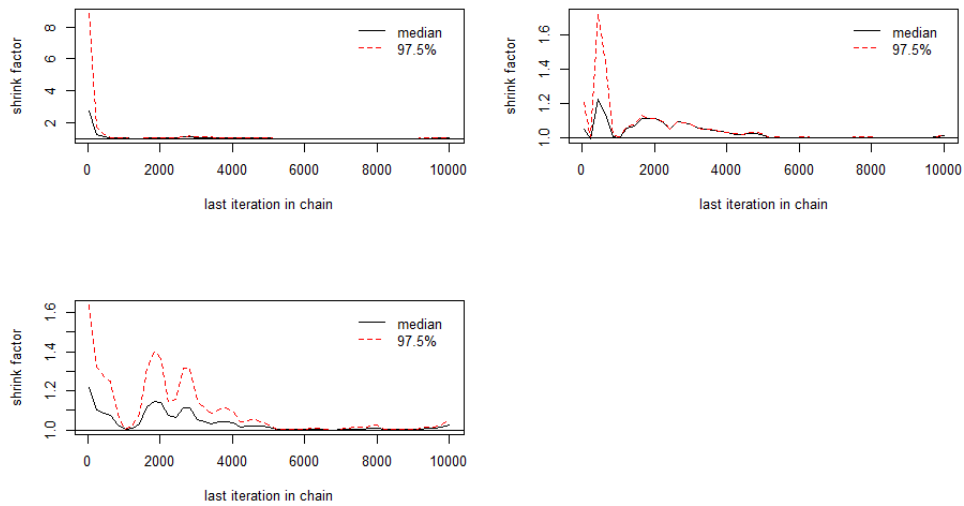 shrink factor
8
6
4
2
median
97.5%
0 2000 4000 6000 8000 10000
last iteration in chain
shrink factor
1.6
1.4
1.2
1.0
median
97.5%
0 2000 4000 6000 8000 10000
last iteration in chain
shrink factor
1.6
1.4
1.2
1.0
median
97.5%
0 2000 4000 6000 8000 10000
last iteration in chain